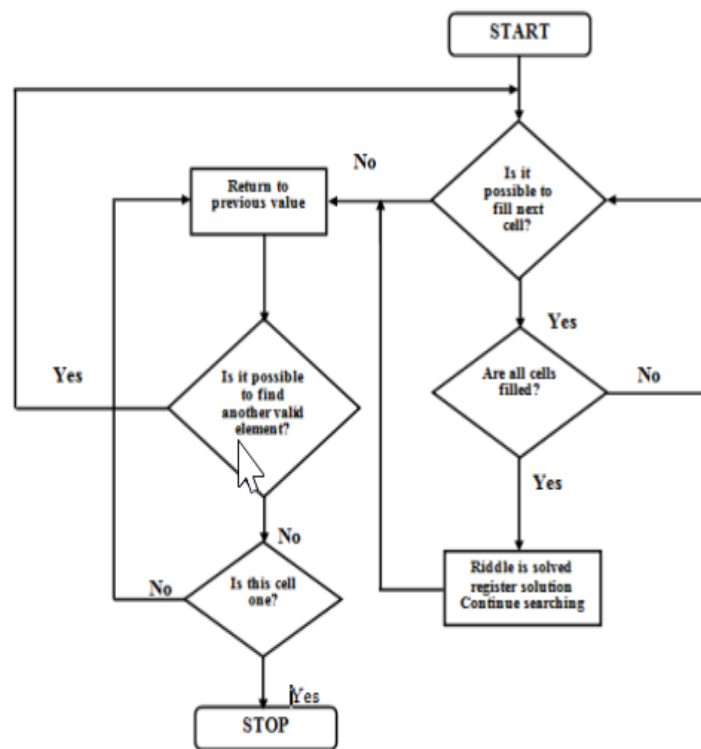 START
Is it
possible to
fill next
cell?
No
Return to
previous value
Yes
Are all cells
filled?
No
Yes
Is it possible
to find
another valid
element?
Yes
Riddle is solved
register solution
Continue searching
No
Is this cell
one?
No
Yes
STOP